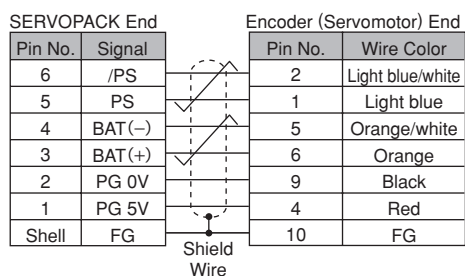 SERVOPACK End Encoder (Servomotor) End
Pin No. Signal Pin No. Wire Color
6 /PS 2 Light blue/white
5 PS 1 Light blue
4 BAT(−) 5 Orange/white
3 BAT(+) 6 Orange
2 PG 0V 9 Black
1 PG 5V 4 Red
Shell FG 10 FG
Shield
Wire